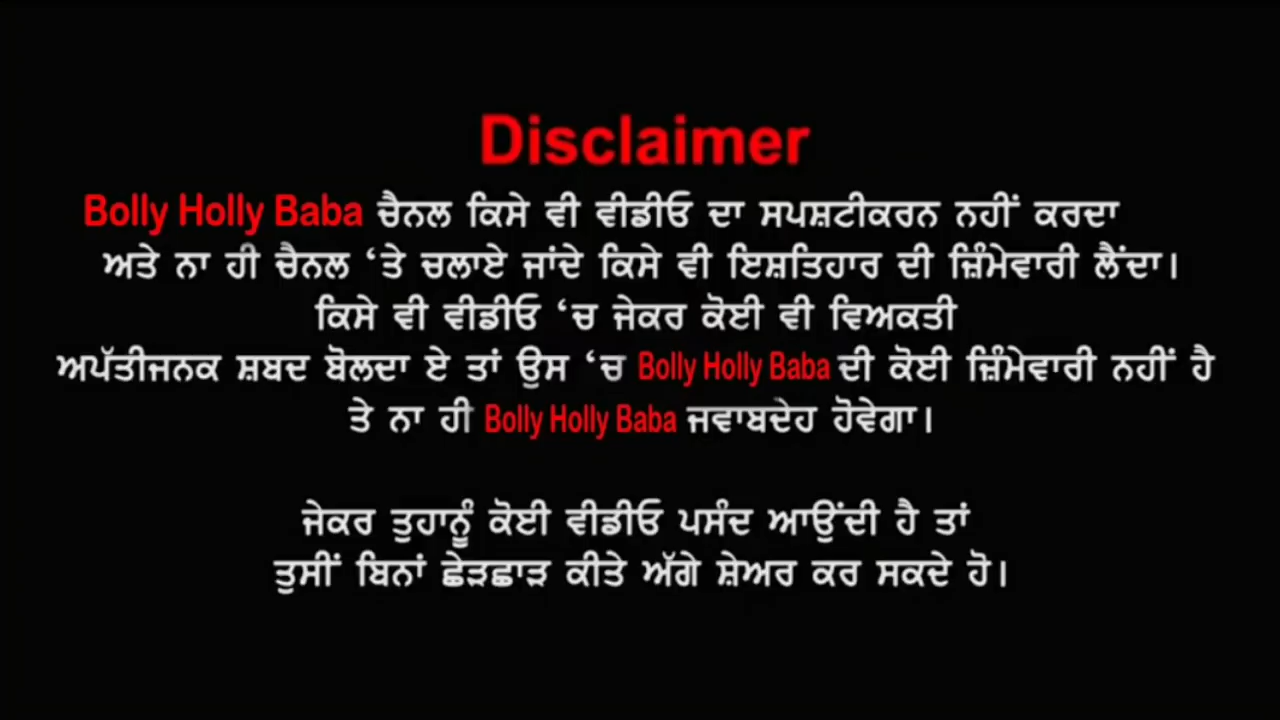 Disclaimer
Bolly Holly Baba ਚੈਨਲ ਕਿਸੇ ਵੀ ਵੀਡੀਓ ਦਾ ਸਪਸ਼ਟੀਕਰਨ ਨਹੀਂ ਕਰਦਾ
ਅਤੇ ਨਾ ਹੀ ਚੈਨਲ ‘ਤੇ ਚਲਾਏ ਜਾਂਦੇ ਕਿਸੇ ਵੀ ਇਸ਼ਤਿਹਾਰ ਦੀ ਜ਼ਿੰਮੇਵਾਰੀ ਲੈਂਦਾ।
ਕਿਸੇ ਵੀ ਵੀਡੀਓ ‘ਚ ਜੇਕਰ ਕੋਈ ਵੀ ਵਿਅਕਤੀ
ਅਪੱਤੀਜਨਕ ਸ਼ਬਦ ਬੋਲਦਾ ਏ ਤਾਂ ਉਸ ‘ਚ Bolly Holly Baba ਦੀ ਕੋਈ ਜ਼ਿੰਮੇਵਾਰੀ ਨਹੀਂ ਹੈ
ਤੇ ਨਾ ਹੀ Bolly Holly Baba ਜਵਾਬਦੇਹ ਹੋਵੇਗਾ।
ਜੇਕਰ ਤੁਹਾਨੂੰ ਕੋਈ ਵੀਡੀਓ ਪਸੰਦ ਆਉਂਦੀ ਹੈ ਤਾਂ
ਤੁਸੀਂ ਬਿਨਾਂ ਛੇੜਛਾੜ ਕੀਤੇ ਅੱਗੇ ਸ਼ੇਅਰ ਕਰ ਸਕਦੇ ਹੋ।